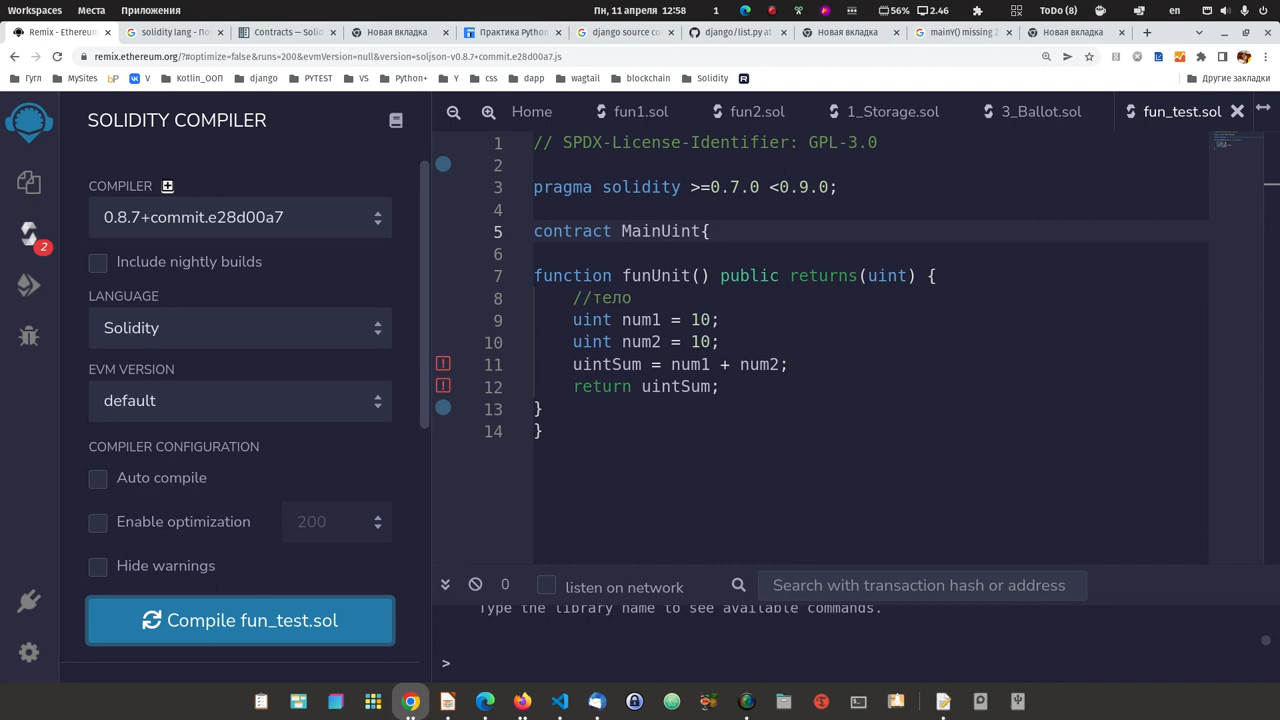 Workspaces Места Приложения Пн, 11 апреля 12:58 1 56% 2.46 ToDo (8) en
Remix - Ethereum solidity lang - По Contracts — Solid Новая вкладка Практика Python django source co django/list.py at Новая вкладка mainY() missing 2 Новая вкладка
remix.ethereum.org/?#optimize=false&runs=200&evmVersion=null&version=soljson-v0.8.7+commit.e28d00a7.js
Гугл MySites V Kotlin_ООП django PYTEST VS Python+ Y css dapp wagtail blockchain Solidity Другие закладки
SOLIDITY COMPILER
Home fun1.sol fun2.sol 1_Storage.sol 3_Ballot.sol fun_test.sol
COMPILER
0.8.7+commit.e28d00a7
Include nightly builds
LANGUAGE
Solidity
EVM VERSION
default
COMPILER CONFIGURATION
Auto compile
Enable optimization 200
Hide warnings
Compile fun_test.sol
2
1 // SPDX-License-Identifier: GPL-3.0
2
3 pragma solidity >=0.7.0 <0.9.0;
4
5 contract MainUint{
6
7 function funUnit() public returns(uint) {
8 //тело
9 uint num1 = 10;
10 uint num2 = 10;
11 uintSum = num1 + num2;
12 return uintSum;
13 }
14 }
0 listen on network Search with transaction hash or address
Type the library name to see available commands.
>